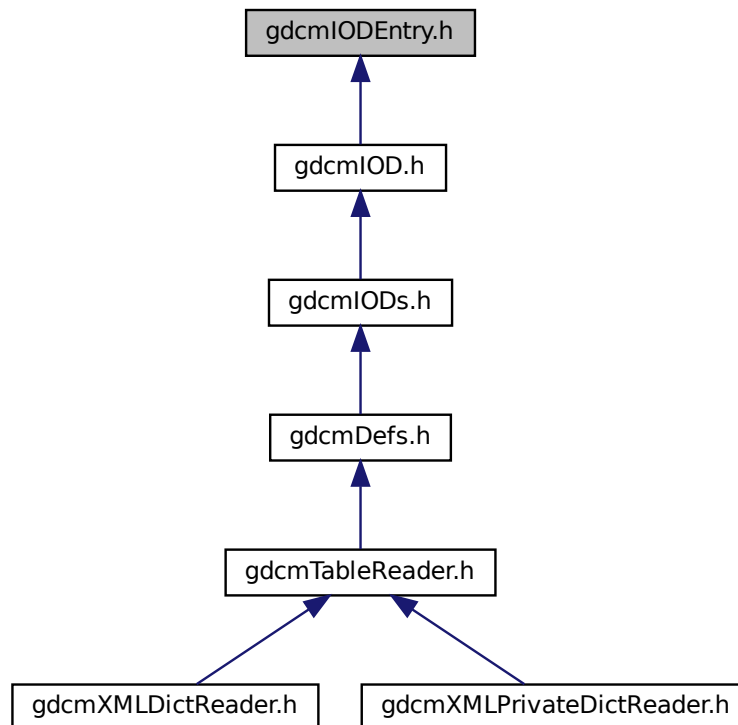 gdcmIODEntry.h
gdcmIOD.h
gdcmIODs.h
gdcmDefs.h
gdcmTableReader.h
gdcmXMLDictReader.h
gdcmXMLPrivateDictReader.h